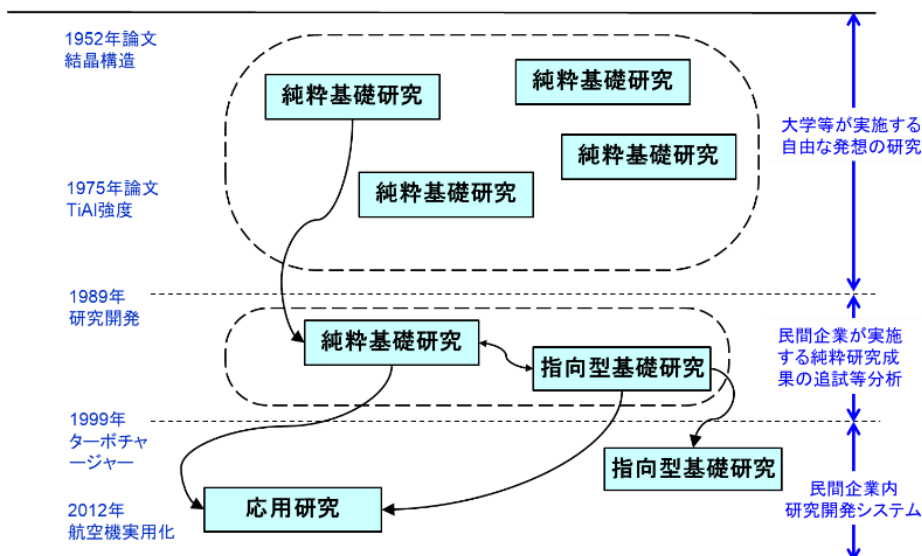 1952年論文
結晶構造
純粋基礎研究
純粋基礎研究
大学等が実施する
自由な発想の研究
純粋基礎研究
1975年論文
TiAl強度
純粋基礎研究
1989年
研究開発
純粋基礎研究
指向型基礎研究
民間企業が実施
する純粋研究成
果の追試等分析
1999年
ターボチャ
ージャー
指向型基礎研究
2012年
航空機実用化
応用研究
民間企業内
研究開発システム